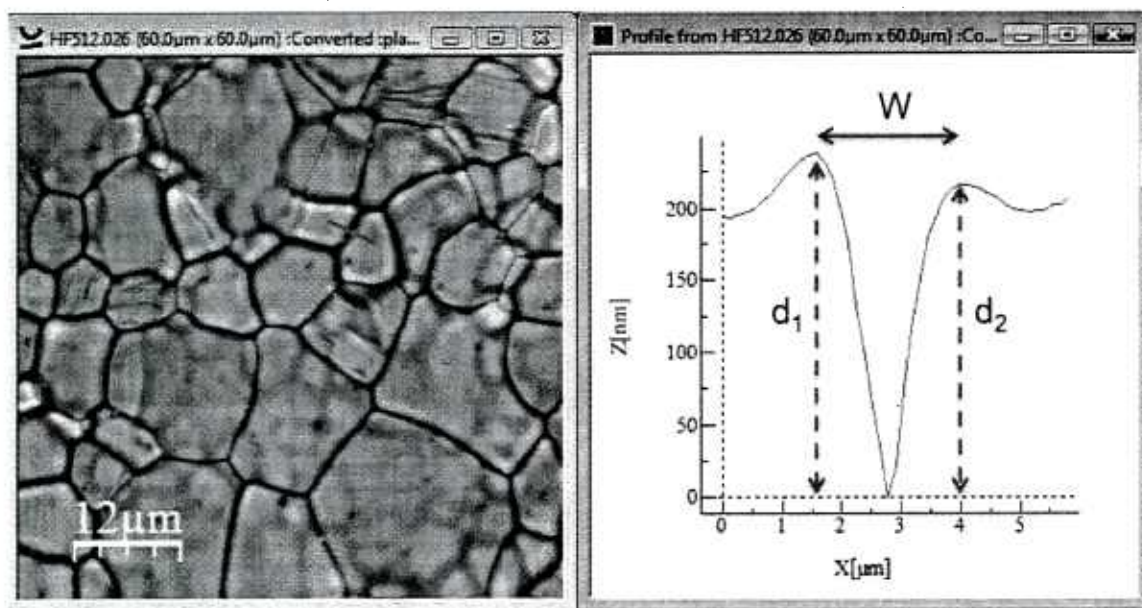 HF512.026 (60.0µm x 60.0µm) :Converted :pla...
12µm
Profile from HF512.026 (60.0µm x 60.0µm) :Co...
W
200
150
100
50
0
Z[nm]
d1
d2
0 1 2 3 4 5
X[µm]